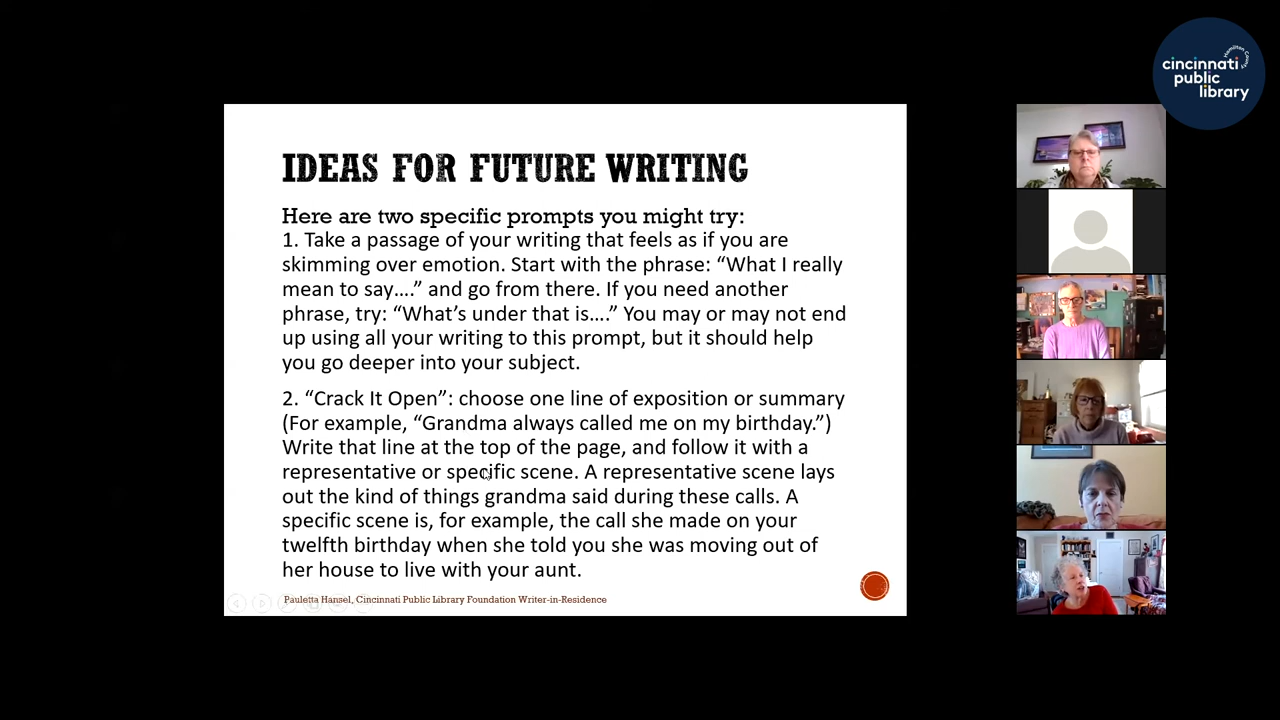 Hamilton County
cincinnati
public
library
IDEAS FOR FUTURE WRITING
Here are two specific prompts you might try:
1. Take a passage of your writing that feels as if you are
skimming over emotion. Start with the phrase: “What I really
mean to say….” and go from there. If you need another
phrase, try: “What’s under that is….” You may or may not end
up using all your writing to this prompt, but it should help
you go deeper into your subject.
2. “Crack It Open”: choose one line of exposition or summary
(For example, “Grandma always called me on my birthday.”)
Write that line at the top of the page, and follow it with a
representative or specific scene. A representative scene lays
out the kind of things grandma said during these calls. A
specific scene is, for example, the call she made on your
twelfth birthday when she told you she was moving out of
her house to live with your aunt.
Pauletta Hansel, Cincinnati Public Library Foundation Writer-in-Residence